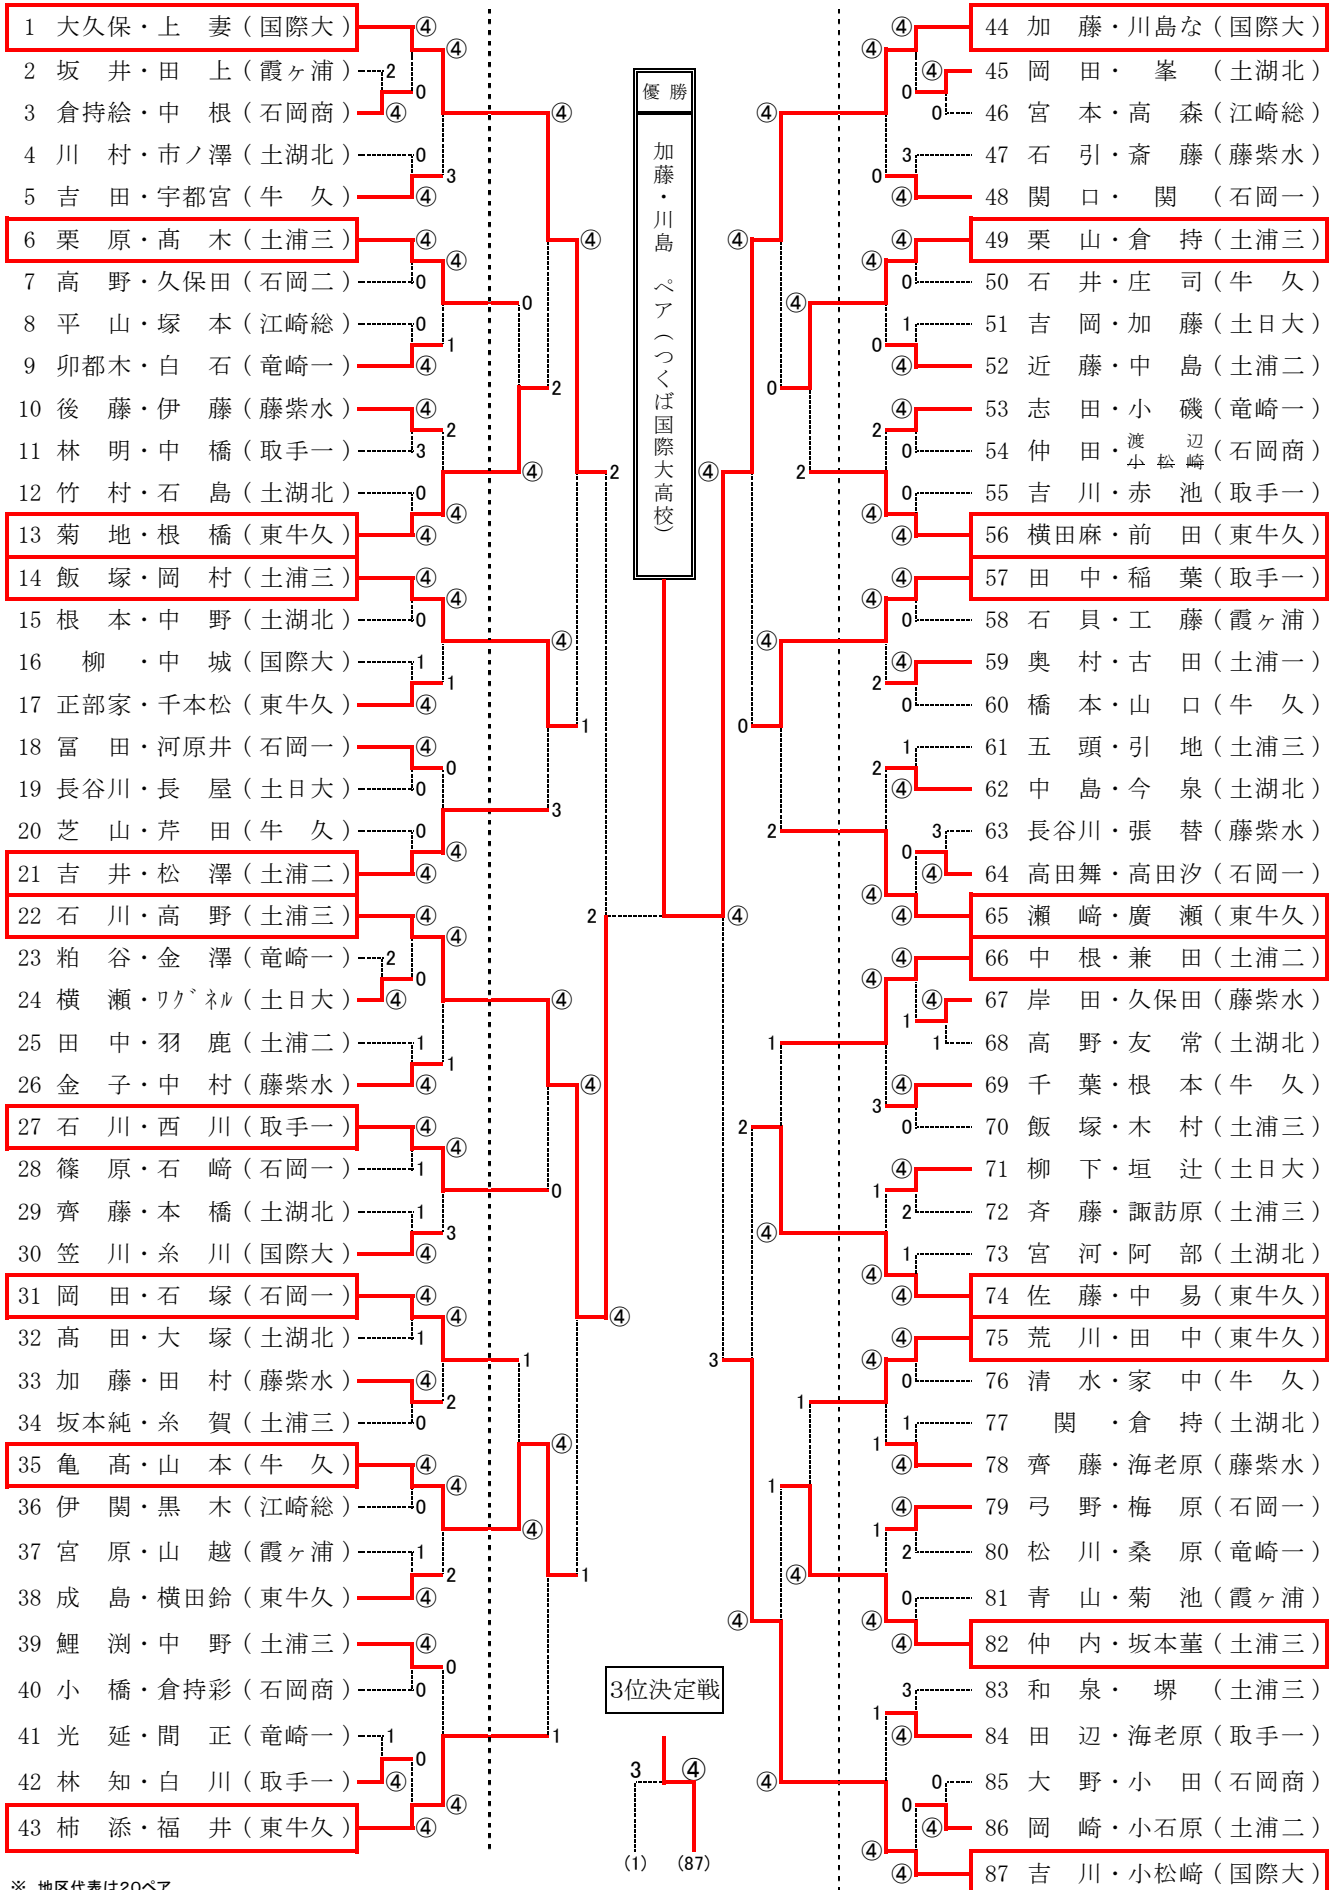 1 大久保・上 妻（国際大）
2 坂 井・田 上（霞ヶ浦）
3 倉持絵・中 根（石岡商）
4 川 村・市ノ澤（土湖北）
5 吉 田・宇都宮（牛 久）
6 栗 原・髙 木（土浦三）
7 高 野・久保田（石岡二）
8 平 山・塚 本（江崎総）
9 卯都木・白 石（竜崎一）
10 後 藤・伊 藤（藤紫水）
11 林 明・中 橋（取手一）
12 竹 村・石 島（土湖北）
13 菊 地・根 橋（東牛久）
14 飯 塚・岡 村（土浦三）
15 根 本・中 野（土湖北）
16 柳 ・中 城（国際大）
17 正部家・千本松（東牛久）
18 冨 田・河原井（石岡一）
19 長谷川・長 屋（土日大）
20 芝 山・芹 田（牛 久）
21 吉 井・松 澤（土浦二）
22 石 川・高 野（土浦三）
23 粕 谷・金 澤（竜崎一）
24 横 瀬・ワグネル（土日大）
25 田 中・羽 鹿（土浦二）
26 金 子・中 村（藤紫水）
27 石 川・西 川（取手一）
28 篠 原・石 﨑（石岡一）
29 齊 藤・本 橋（土湖北）
30 笠 川・糸 川（国際大）
31 岡 田・石 塚（石岡一）
32 髙 田・大 塚（土湖北）
33 加 藤・田 村（藤紫水）
34 坂本純・糸 賀（土浦三）
35 亀 髙・山 本（牛 久）
36 伊 関・黒 木（江崎総）
37 宮 原・山 越（霞ヶ浦）
38 成 島・横田鈴（東牛久）
39 鯉 渕・中 野（土浦三）
40 小 橋・倉持彩（石岡商）
41 光 延・間 正（竜崎一）
42 林 知・白 川（取手一）
43 柿 添・福 井（東牛久）
※ 地区代表は20ペア
優 勝
加藤・川島 ペア（つくば国際大高校）
3位決定戦
3 ④
(1) (87)
44 加 藤・川島な（国際大）
45 岡 田・ 峯 （土湖北）
46 宮 本・高 森（江崎総）
47 石 引・斎 藤（藤紫水）
48 関 口・ 関 （石岡一）
49 栗 山・倉 持（土浦三）
50 石 井・庄 司（牛 久）
51 吉 岡・加 藤（土日大）
52 近 藤・中 島（土浦二）
53 志 田・小 磯（竜崎一）
54 仲 田・渡 辺 小 松 崎（石岡商）
55 吉 川・赤 池（取手一）
56 横田麻・前 田（東牛久）
57 田 中・稲 葉（取手一）
58 石 貝・工 藤（霞ヶ浦）
59 奥 村・古 田（土浦一）
60 橋 本・山 口（牛 久）
61 五 頭・引 地（土浦三）
62 中 島・今 泉（土湖北）
63 長谷川・張 替（藤紫水）
64 高田舞・高田汐（石岡一）
65 瀬 﨑・廣 瀬（東牛久）
66 中 根・兼 田（土浦二）
67 岸 田・久保田（藤紫水）
68 高 野・友 常（土湖北）
69 千 葉・根 本（牛 久）
70 飯 塚・木 村（土浦三）
71 柳 下・垣 辻（土日大）
72 斉 藤・諏訪原（土浦三）
73 宮 河・阿 部（土湖北）
74 佐 藤・中 易（東牛久）
75 荒 川・田 中（東牛久）
76 清 水・家 中（牛 久）
77 関 ・倉 持（土湖北）
78 齊 藤・海老原（藤紫水）
79 弓 野・梅 原（石岡一）
80 松 川・桑 原（竜崎一）
81 青 山・菊 池（霞ヶ浦）
82 仲 内・坂本菫（土浦三）
83 和 泉・ 堺 （土浦三）
84 田 辺・海老原（取手一）
85 大 野・小 田（石岡商）
86 岡 崎・小石原（土浦二）
87 吉 川・小松﨑（国際大）